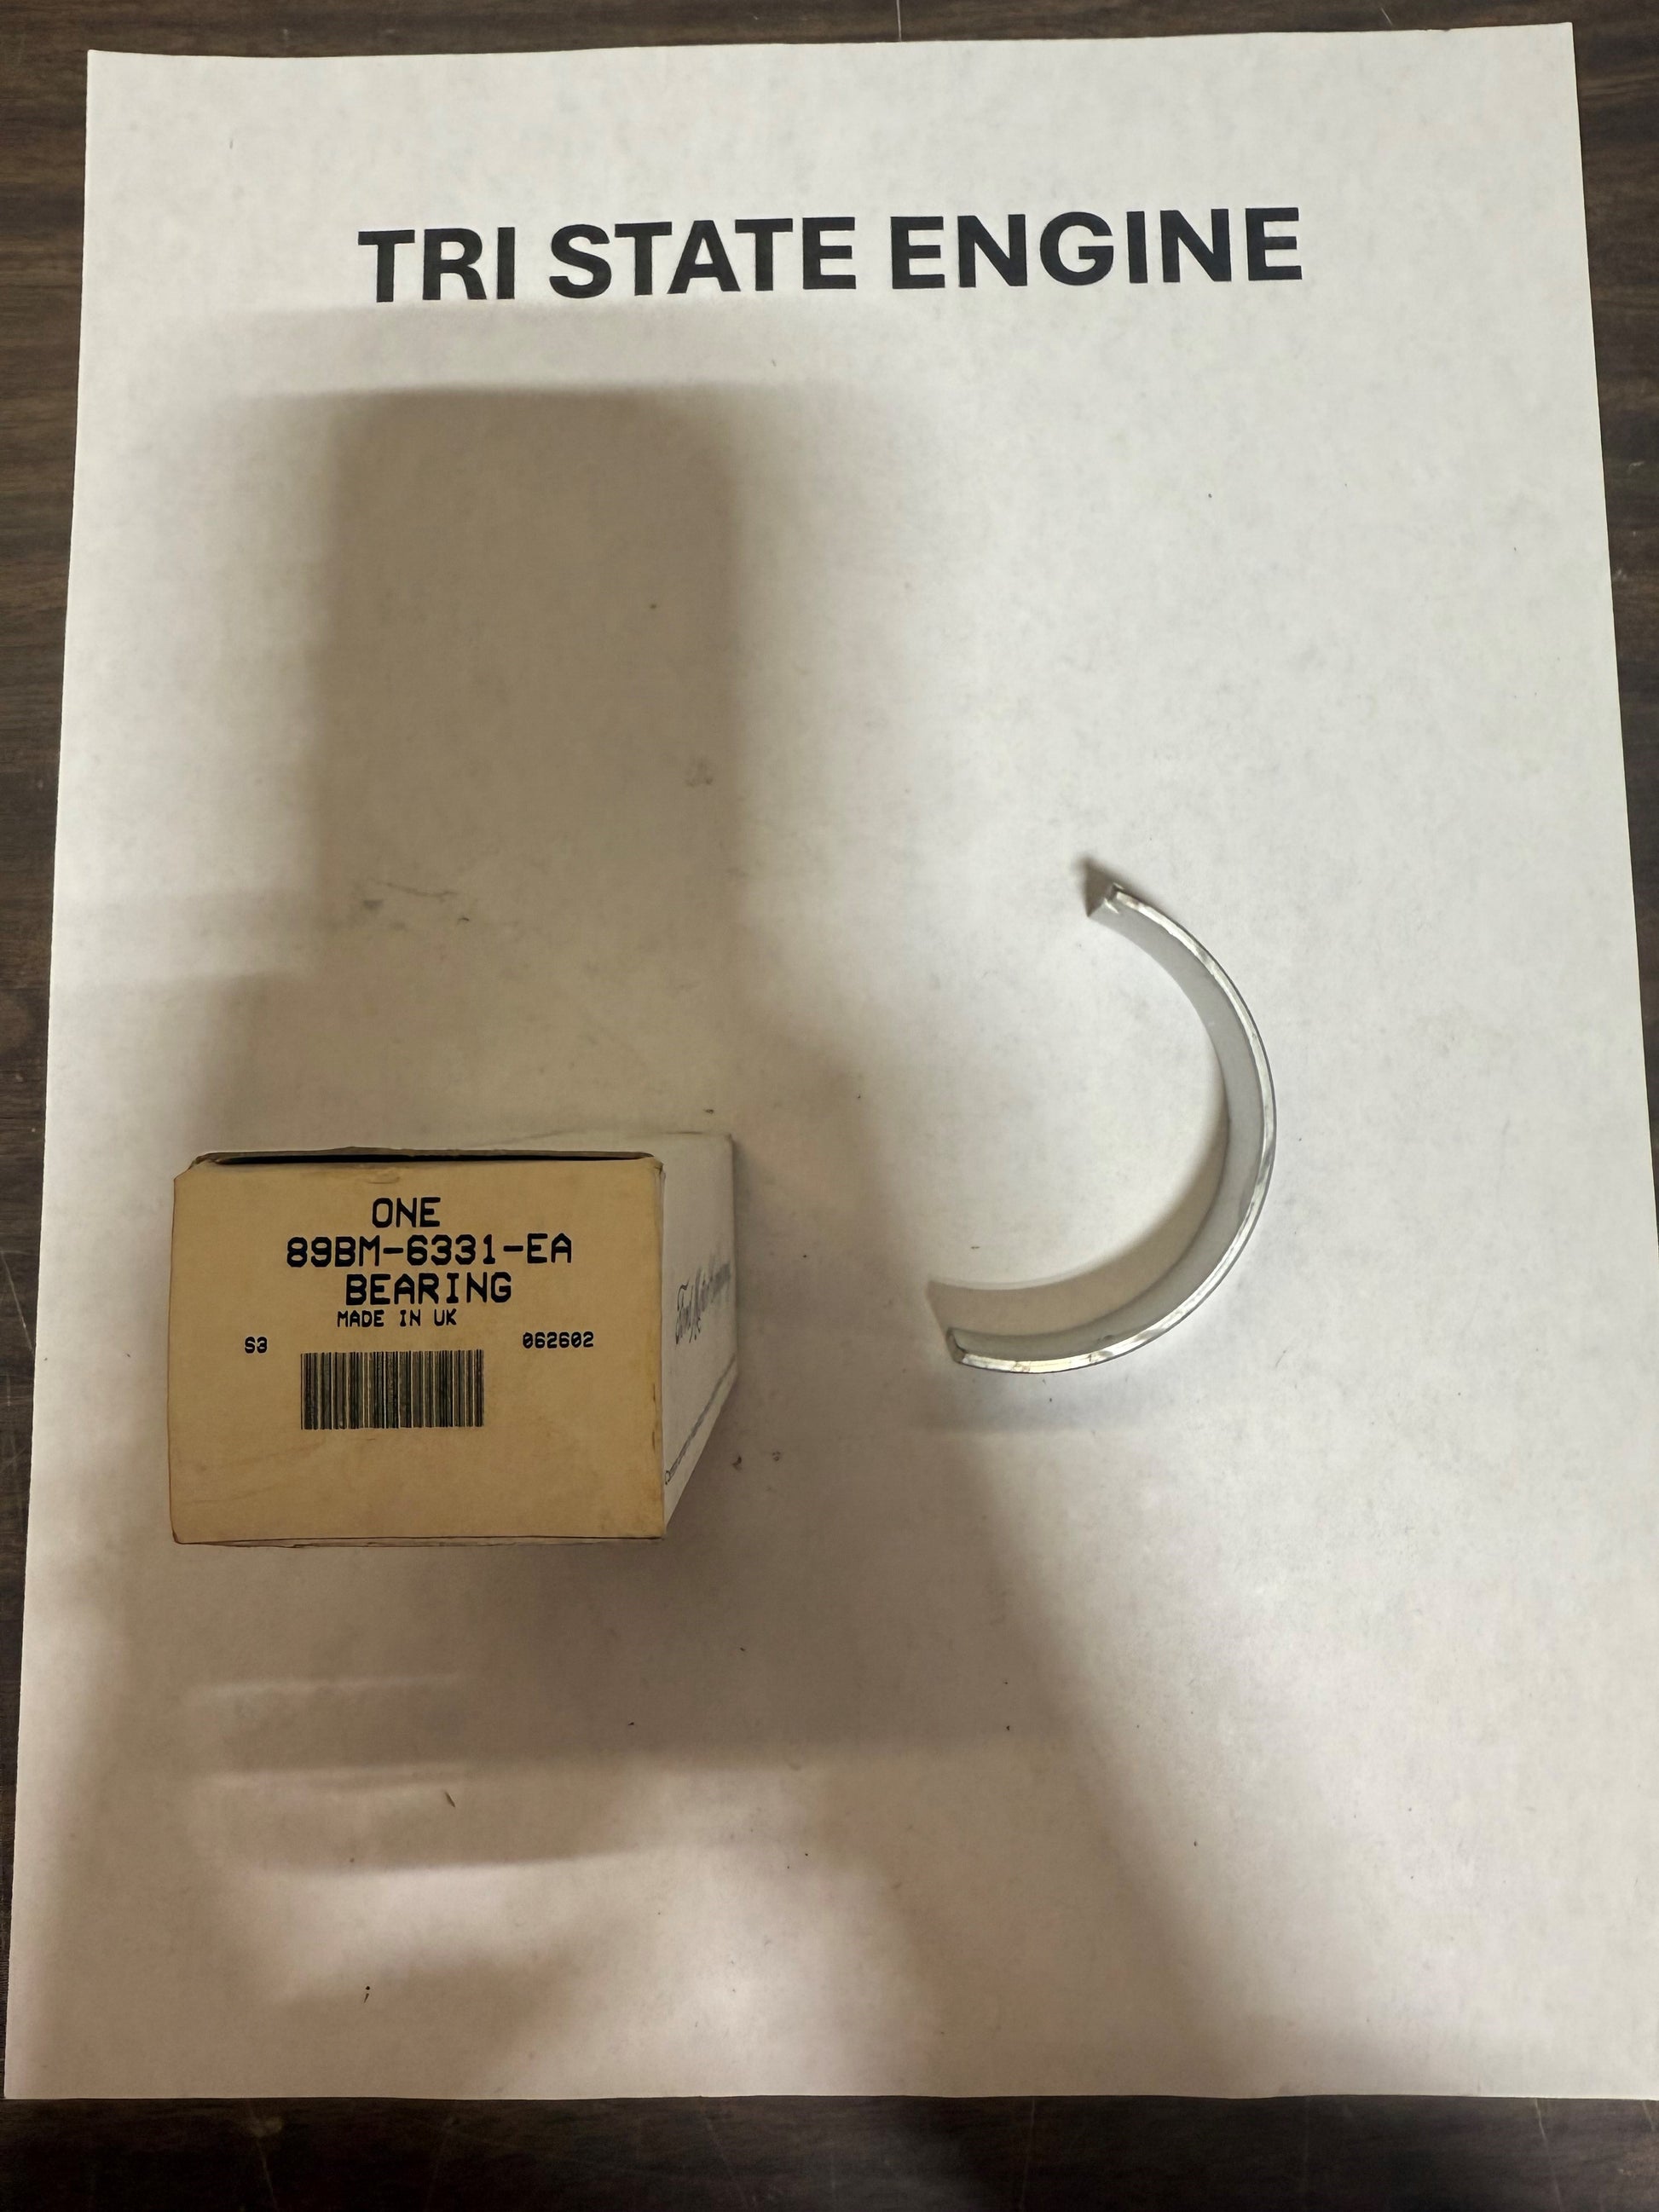 TRI STATE ENGINE
ONE
89BM-6331-EA
BEARING
MADE IN UK
S3 062602